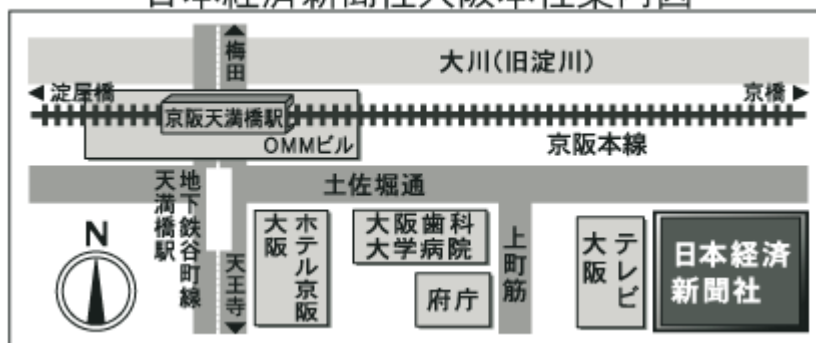 日本経済新聞社大阪本社案内図
▲梅田
大川(旧淀川)
◀淀屋橋
京橋▶
京阪天満橋駅
OMMビル
京阪本線
土佐堀通
地下鉄谷町線
天満橋駅
N
天王寺▼
ホテル京阪
大阪
大阪歯科
大学病院
府庁
上町筋
テレビ
大阪
日本経済
新聞社